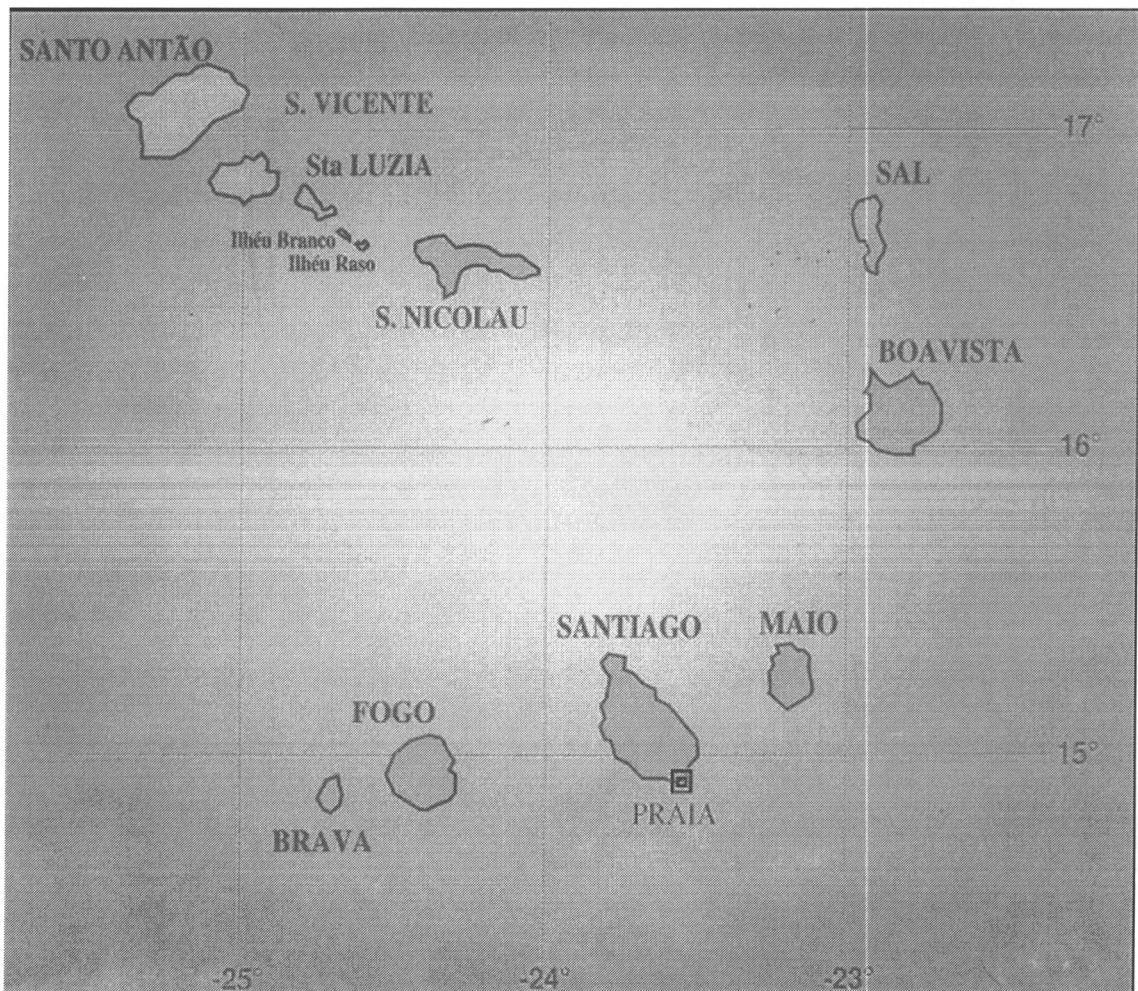 SANTO ANTÃO
S. VICENTE
17°
Sta LUZIA
SAL
Ilhéu Branco
Ilhéu Raso
S. NICOLAU
BOAVISTA
16°
SANTIAGO
MAIO
FOGO
15°
PRAIA
BRAVA
-25°
-24°
-23°